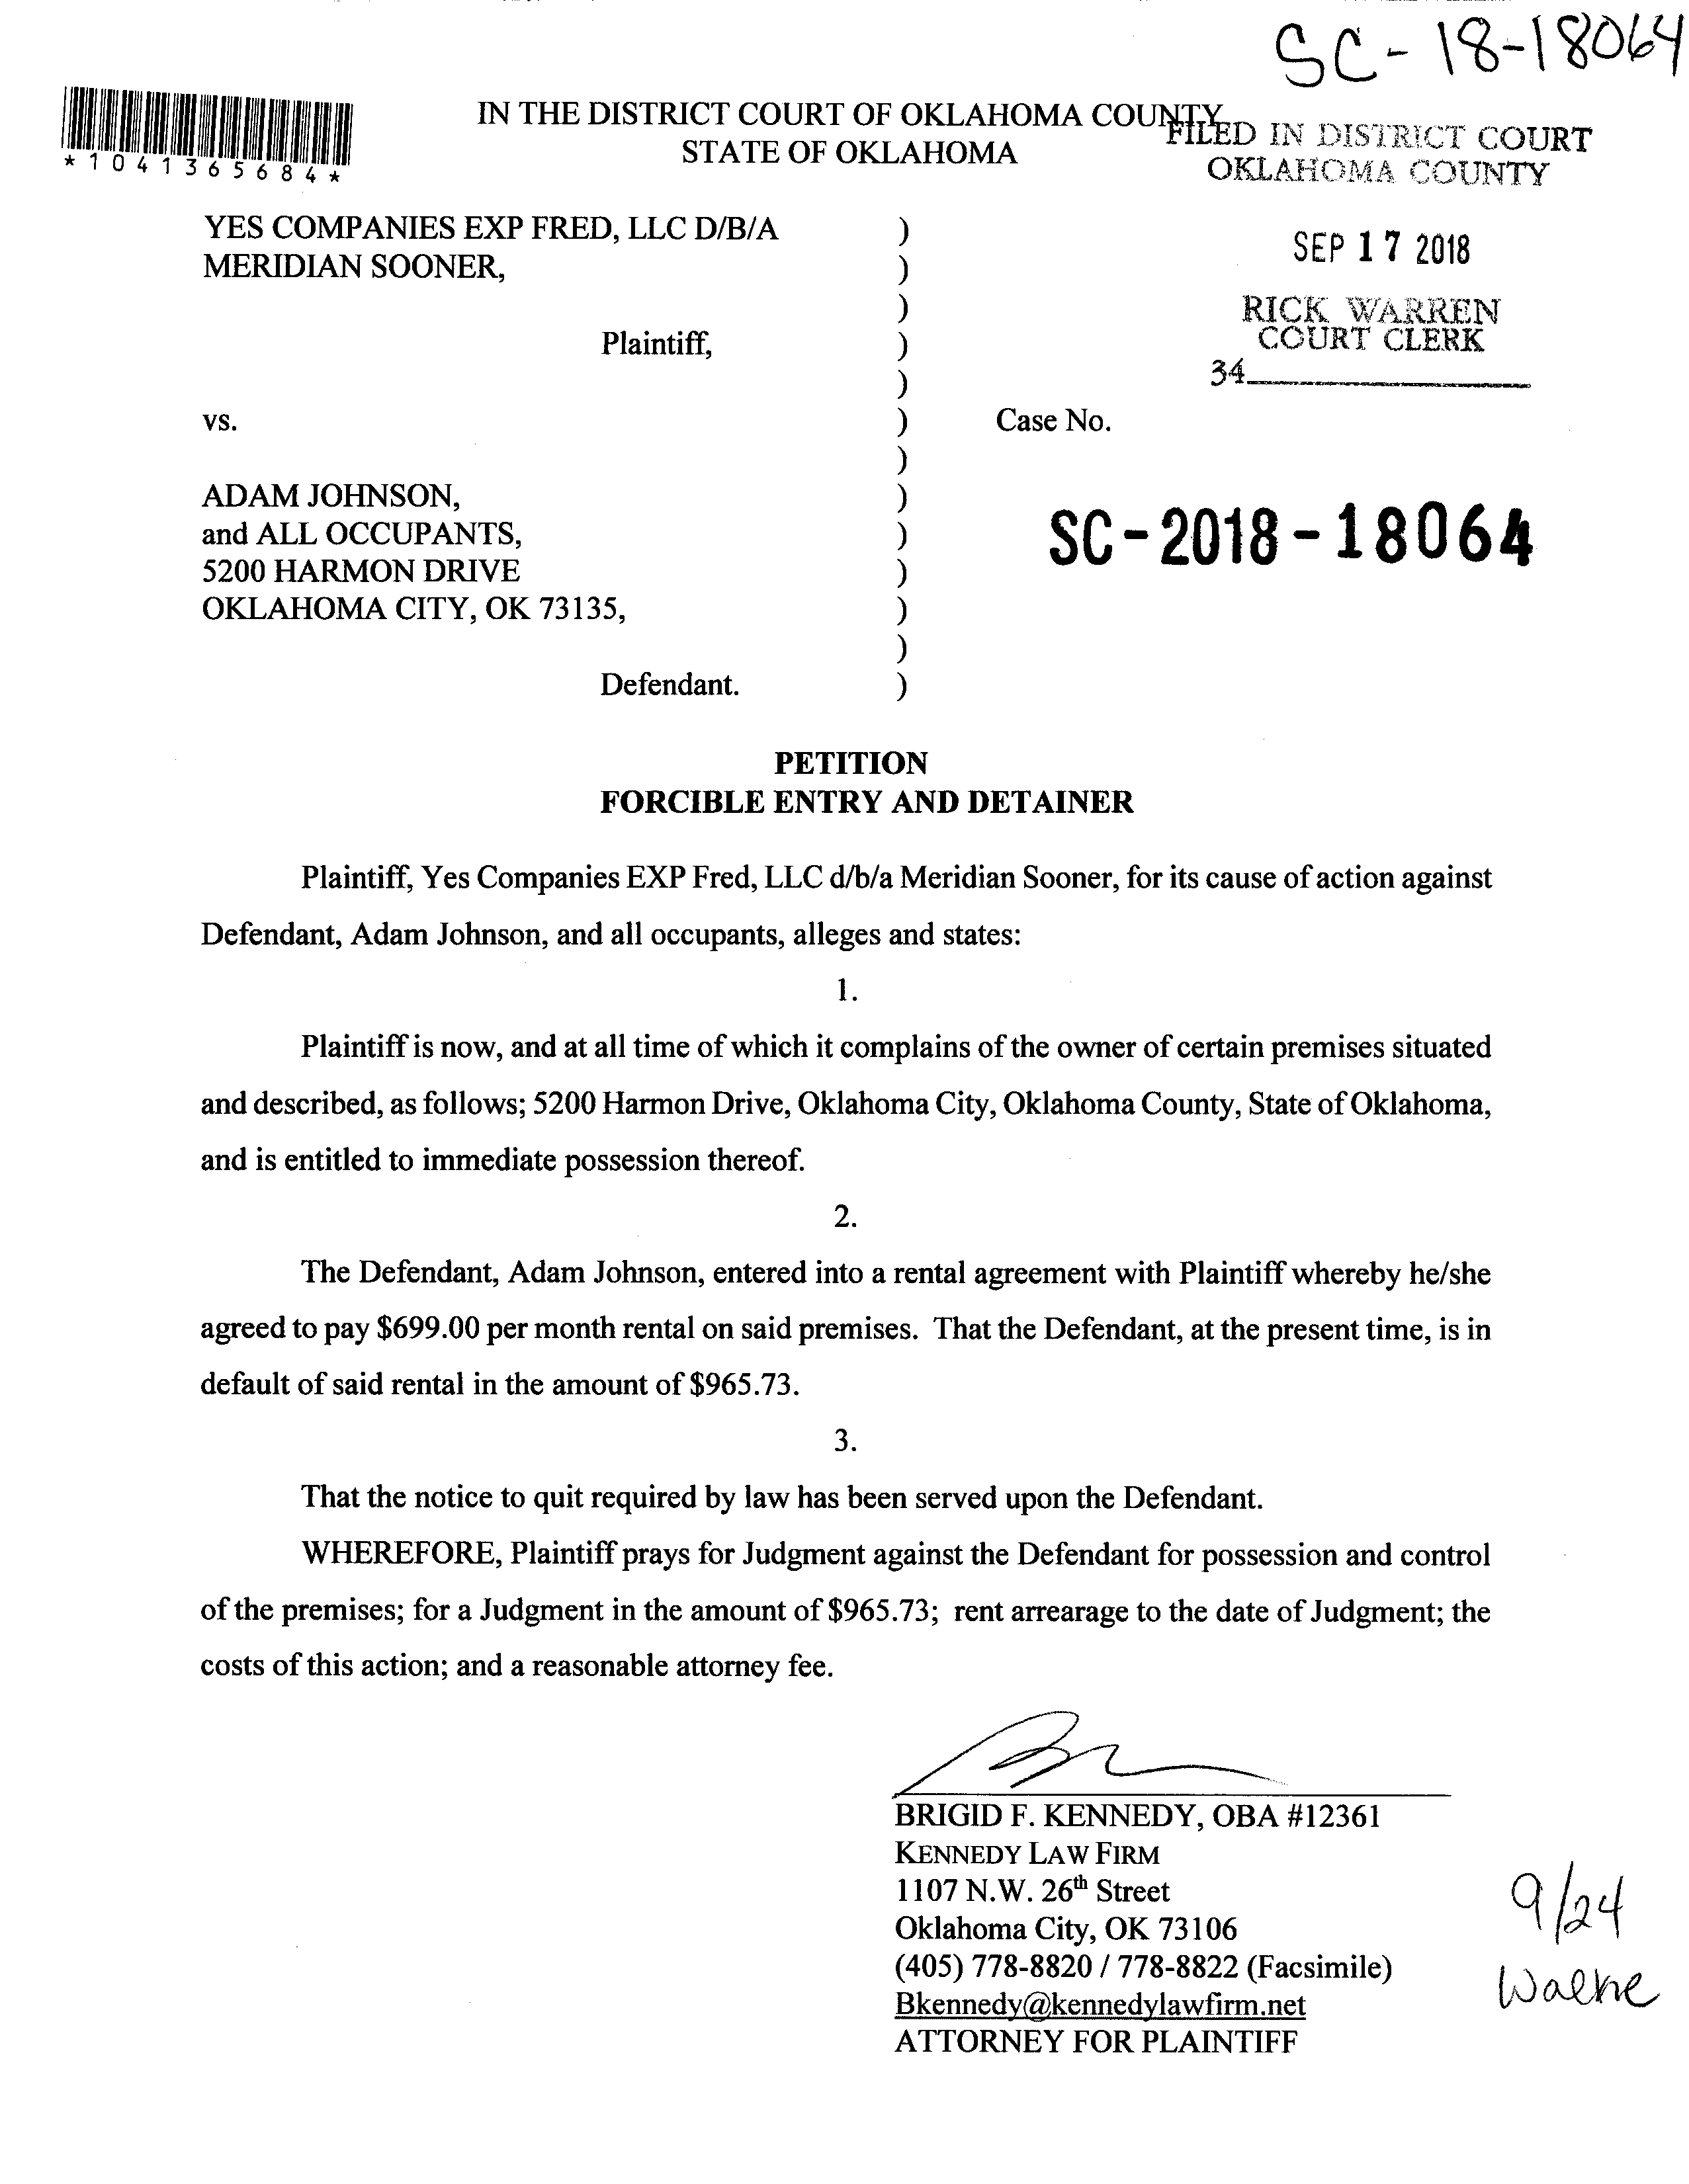 SC-18-18064
*1041365684*
IN THE DISTRICT COURT OF OKLAHOMA COUNTY
STATE OF OKLAHOMA
FILED IN DISTRICT COURT
OKLAHOMA COUNTY
SEP 17 2018
RICK WARREN
COURT CLERK
34
YES COMPANIES EXP FRED, LLC D/B/A )
MERIDIAN SOONER, )
)
Plaintiff, )
)
vs. ) Case No.
)
ADAM JOHNSON, )
and ALL OCCUPANTS, ) SC-2018-18064
5200 HARMON DRIVE )
OKLAHOMA CITY, OK 73135, )
)
Defendant. )
PETITION
FORCIBLE ENTRY AND DETAINER
Plaintiff, Yes Companies EXP Fred, LLC d/b/a Meridian Sooner, for its cause of action against
Defendant, Adam Johnson, and all occupants, alleges and states:
1.
Plaintiff is now, and at all time of which it complains of the owner of certain premises situated
and described, as follows; 5200 Harmon Drive, Oklahoma City, Oklahoma County, State of Oklahoma,
and is entitled to immediate possession thereof.
2.
The Defendant, Adam Johnson, entered into a rental agreement with Plaintiff whereby he/she
agreed to pay $699.00 per month rental on said premises. That the Defendant, at the present time, is in
default of said rental in the amount of $965.73.
3.
That the notice to quit required by law has been served upon the Defendant.
WHEREFORE, Plaintiff prays for Judgment against the Defendant for possession and control
of the premises; for a Judgment in the amount of $965.73; rent arrearage to the date of Judgment; the
costs of this action; and a reasonable attorney fee.
BRIGID F. KENNEDY, OBA #12361
KENNEDY LAW FIRM
1107 N.W. 26th Street
Oklahoma City, OK 73106
(405) 778-8820 / 778-8822 (Facsimile)
Bkennedy@kennedylawfirm.net
ATTORNEY FOR PLAINTIFF
9/24